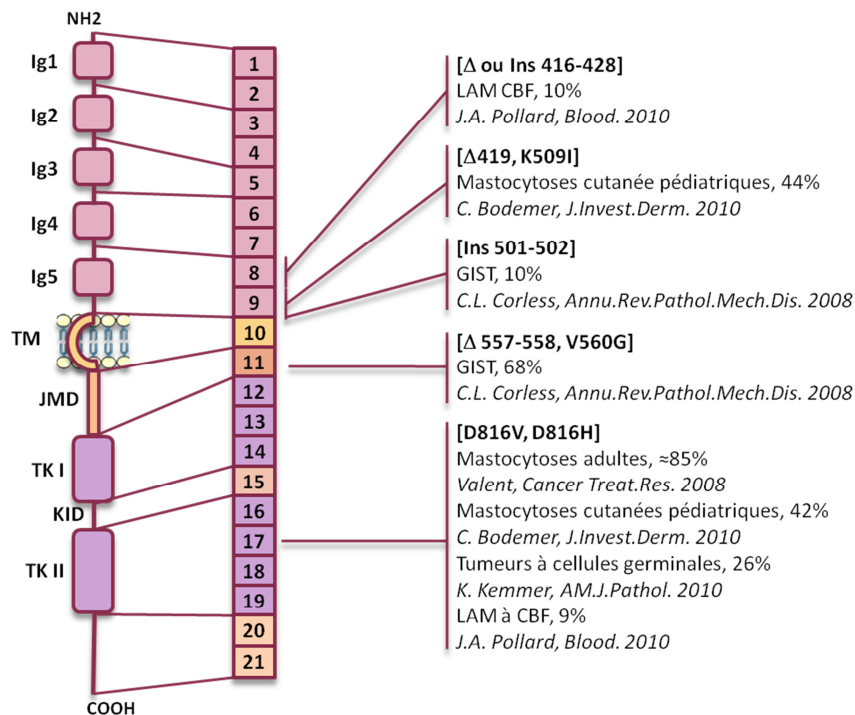 NH2
Ig1
Ig2
Ig3
Ig4
Ig5
TM
JMD
TK I
KID
TK II
COOH
1
2
3
4
5
6
7
8
9
10
11
12
13
14
15
16
17
18
19
20
21
[Δ ou Ins 416-428]
LAM CBF, 10%
J.A. Pollard, Blood. 2010
[Δ419, K509I]
Mastocytoses cutanée pédiatriques, 44%
C. Bodemer, J.Invest.Derm. 2010
[Ins 501-502]
GIST, 10%
C.L. Corless, Annu.Rev.Pathol.Mech.Dis. 2008
[Δ 557-558, V560G]
GIST, 68%
C.L. Corless, Annu.Rev.Pathol.Mech.Dis. 2008
[D816V, D816H]
Mastocytoses adultes, ≈85%
Valent, Cancer Treat.Res. 2008
Mastocytoses cutanées pédiatriques, 42%
C. Bodemer, J.Invest.Derm. 2010
Tumeurs à cellules germinales, 26%
K. Kemmer, AM.J.Pathol. 2010
LAM à CBF, 9%
J.A. Pollard, Blood. 2010